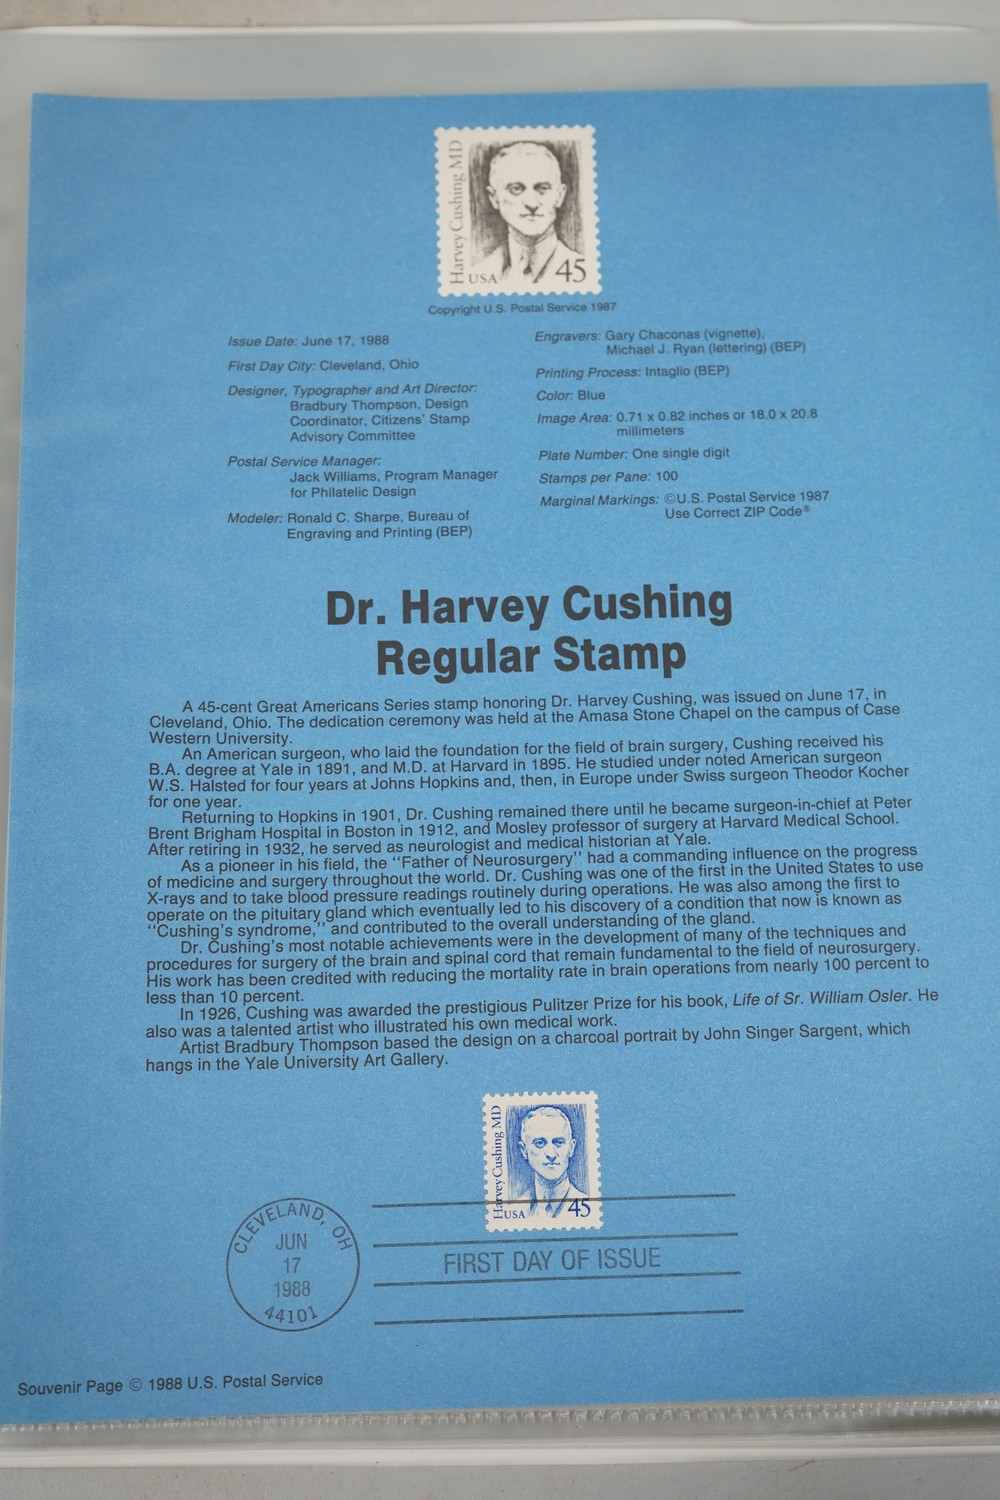 Harvey Cushing MD
USA 45
Copyright U.S. Postal Service 1987
Issue Date: June 17, 1988
First Day City: Cleveland, Ohio
Designer, Typographer and Art Director:
Bradbury Thompson, Design
Coordinator, Citizens' Stamp
Advisory Committee
Postal Service Manager:
Jack Williams, Program Manager
for Philatelic Design
Modeler: Ronald C. Sharpe, Bureau of
Engraving and Printing (BEP)
Engravers: Gary Chaconas (vignette),
Michael J. Ryan (lettering) (BEP)
Printing Process: Intaglio (BEP)
Color: Blue
Image Area: 0.71 x 0.82 inches or 18.0 x 20.8
millimeters
Plate Number: One single digit
Stamps per Pane: 100
Marginal Markings: ©U.S. Postal Service 1987
Use Correct ZIP Code®
Dr. Harvey Cushing
Regular Stamp
A 45-cent Great Americans Series stamp honoring Dr. Harvey Cushing, was issued on June 17, in
Cleveland, Ohio. The dedication ceremony was held at the Amasa Stone Chapel on the campus of Case
Western University.
An American surgeon, who laid the foundation for the field of brain surgery, Cushing received his
B.A. degree at Yale in 1891, and M.D. at Harvard in 1895. He studied under noted American surgeon
W.S. Halsted for four years at Johns Hopkins and, then, in Europe under Swiss surgeon Theodor Kocher
for one year.
Returning to Hopkins in 1901, Dr. Cushing remained there until he became surgeon-in-chief at Peter
Brent Brigham Hospital in Boston in 1912, and Mosley professor of surgery at Harvard Medical School.
After retiring in 1932, he served as neurologist and medical historian at Yale.
As a pioneer in his field, the "Father of Neurosurgery" had a commanding influence on the progress
of medicine and surgery throughout the world. Dr. Cushing was one of the first in the United States to use
X-rays and to take blood pressure readings routinely during operations. He was also among the first to
operate on the pituitary gland which eventually led to his discovery of a condition that now is known as
"Cushing's syndrome," and contributed to the overall understanding of the gland.
Dr. Cushing's most notable achievements were in the development of many of the techniques and
procedures for surgery of the brain and spinal cord that remain fundamental to the field of neurosurgery.
His work has been credited with reducing the mortality rate in brain operations from nearly 100 percent to
less than 10 percent.
In 1926, Cushing was awarded the prestigious Pulitzer Prize for his book, Life of Sr. William Osler. He
also was a talented artist who illustrated his own medical work.
Artist Bradbury Thompson based the design on a charcoal portrait by John Singer Sargent, which
hangs in the Yale University Art Gallery.
Harvey Cushing MD
USA 45
CLEVELAND, OH
JUN
17
1988
44101
FIRST DAY OF ISSUE
Souvenir Page © 1988 U.S. Postal Service